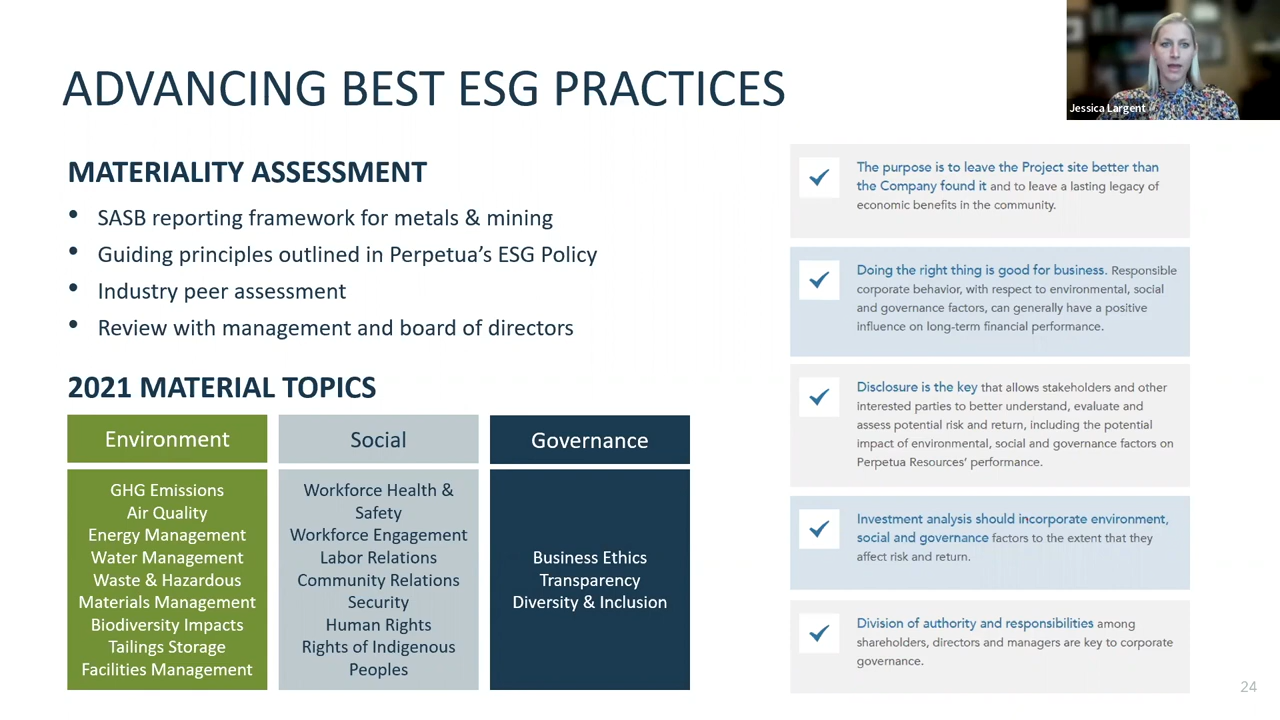 ADVANCING BEST ESG PRACTICES
Jessica Largent
MATERIALITY ASSESSMENT
• SASB reporting framework for metals & mining
• Guiding principles outlined in Perpetua’s ESG Policy
• Industry peer assessment
• Review with management and board of directors
2021 MATERIAL TOPICS
Environment
GHG Emissions
Air Quality
Energy Management
Water Management
Waste & Hazardous
Materials Management
Biodiversity Impacts
Tailings Storage
Facilities Management
Social
Workforce Health &
Safety
Workforce Engagement
Labor Relations
Community Relations
Security
Human Rights
Rights of Indigenous
Peoples
Governance
Business Ethics
Transparency
Diversity & Inclusion
The purpose is to leave the Project site better than
the Company found it and to leave a lasting legacy of
economic benefits in the community.
Doing the right thing is good for business. Responsible
corporate behavior, with respect to environmental, social
and governance factors, can generally have a positive
influence on long-term financial performance.
Disclosure is the key that allows stakeholders and other
interested parties to better understand, evaluate and
assess potential risk and return, including the potential
impact of environmental, social and governance factors on
Perpetua Resources’ performance.
Investment analysis should incorporate environment,
social and governance factors to the extent that they
affect risk and return.
Division of authority and responsibilities among
shareholders, directors and managers are key to corporate
governance.
24